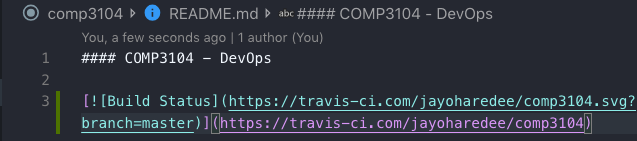 comp3104 > README.md > abc #### COMP3104 - DevOps
You, a few seconds ago | 1 author (You)
1 #### COMP3104 - DevOps
2
3 [![Build Status](https://travis-ci.com/jayoharedee/comp3104.svg?
branch=master)](https://travis-ci.com/jayoharedee/comp3104)